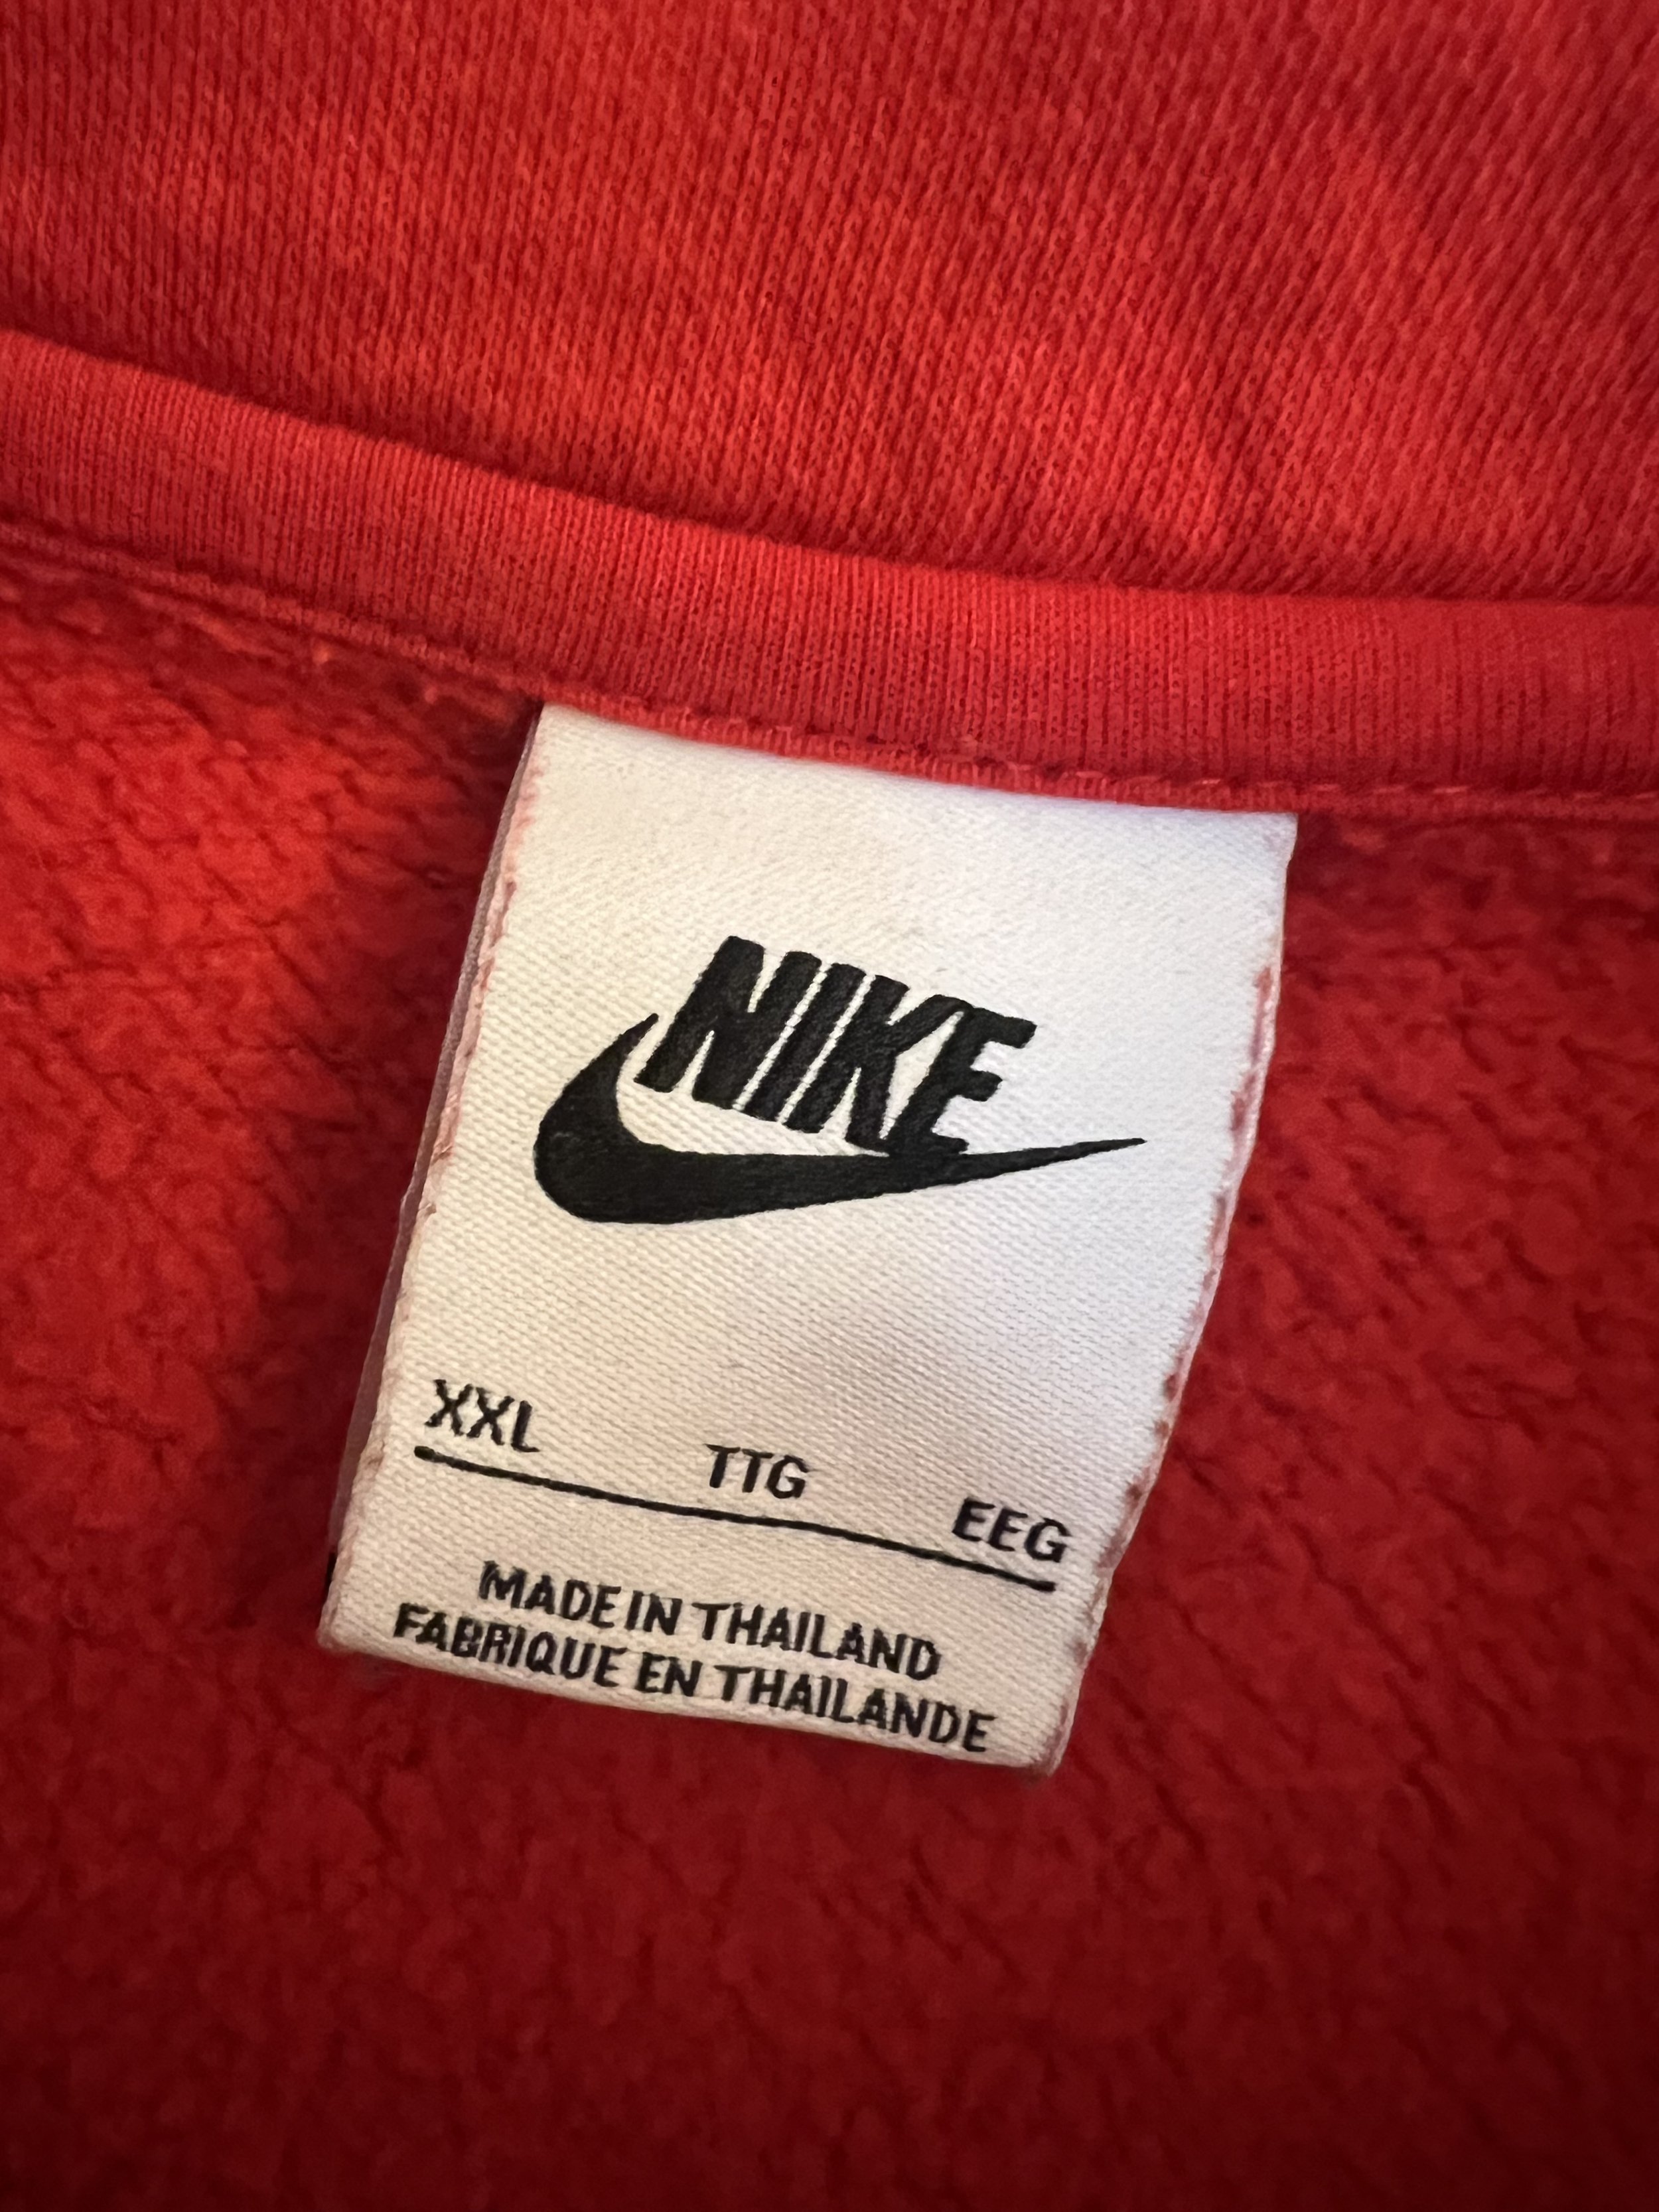 NIKE
XXL TTG EEG
MADE IN THAILAND
FABRIQUE EN THAILANDE